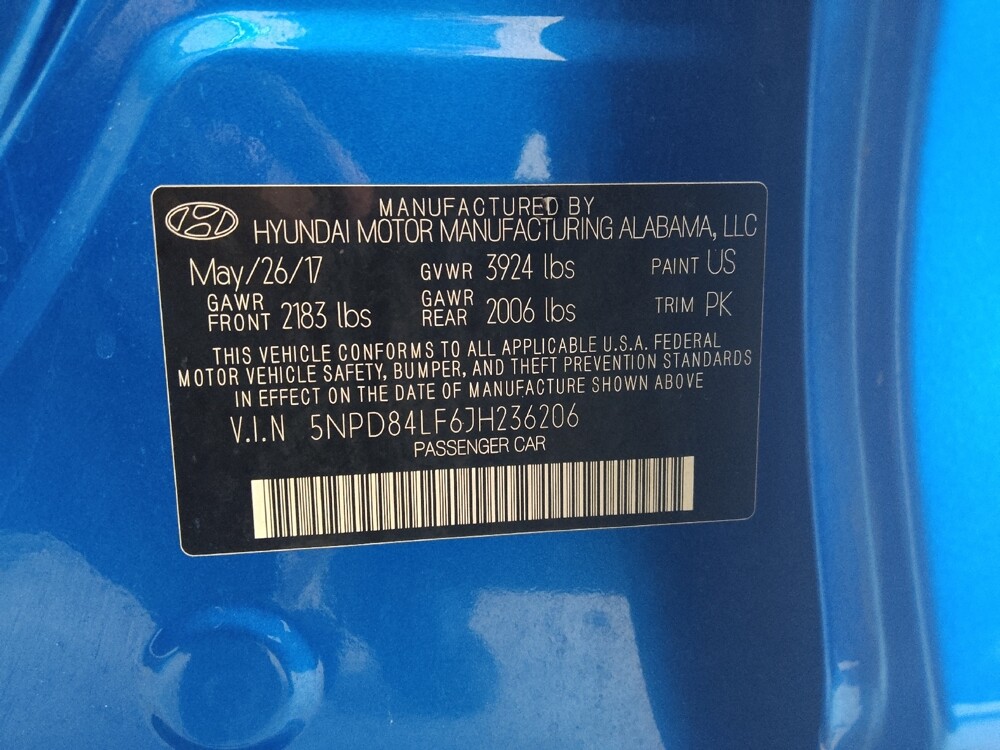 MANUFACTURED BY
HYUNDAI MOTOR MANUFACTURING ALABAMA, LLC
May/26/17 GVWR 3924 lbs PAINT US
GAWR FRONT 2183 lbs GAWR REAR 2006 lbs TRIM PK
THIS VEHICLE CONFORMS TO ALL APPLICABLE U.S.A. FEDERAL
MOTOR VEHICLE SAFETY, BUMPER, AND THEFT PREVENTION STANDARDS
IN EFFECT ON THE DATE OF MANUFACTURE SHOWN ABOVE
V.I.N 5NPD84LF6JH236206
PASSENGER CAR